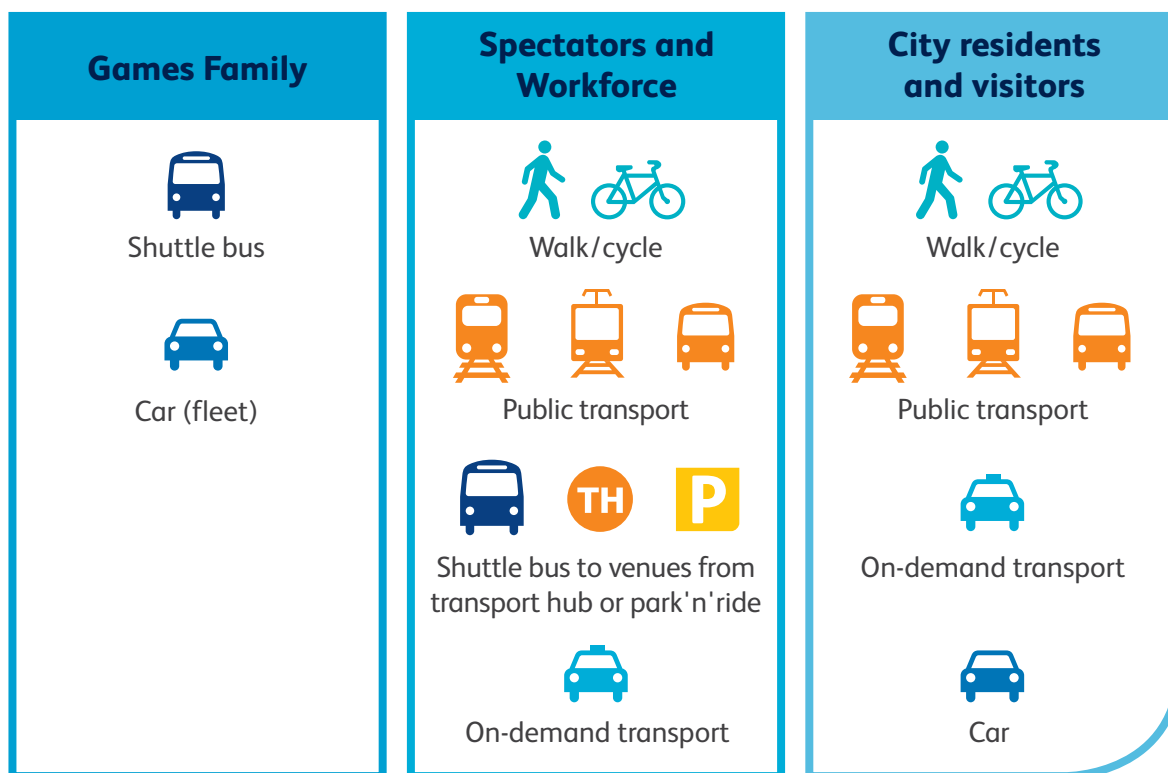 Games Family
Shuttle bus
Car (fleet)
Spectators and
Workforce
Walk/cycle
Public transport
TH
P
Shuttle bus to venues from
transport hub or park'n'ride
On-demand transport
City residents
and visitors
Walk/cycle
Public transport
On-demand transport
Car